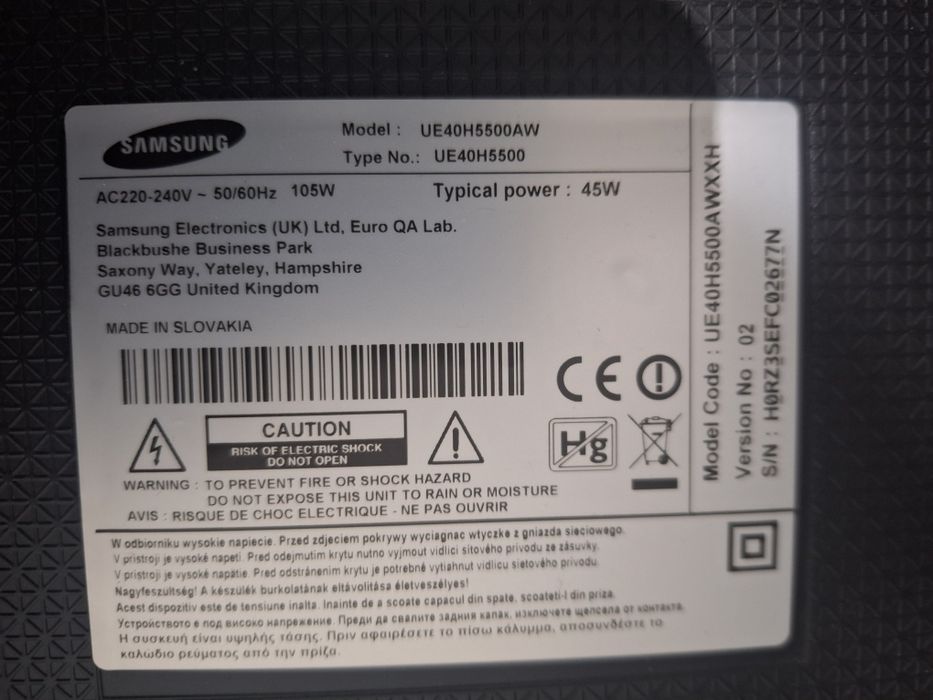 SAMSUNG
Model : UE40H5500AW
Type No.: UE40H5500
AC220-240V ~ 50/60Hz 105W
Typical power : 45W
Samsung Electronics (UK) Ltd, Euro QA Lab.
Blackbushe Business Park
Saxony Way, Yateley, Hampshire
GU46 6GG United Kingdom
MADE IN SLOVAKIA
CE
CAUTION
RISK OF ELECTRIC SHOCK
DO NOT OPEN
Hg
WARNING : TO PREVENT FIRE OR SHOCK HAZARD
DO NOT EXPOSE THIS UNIT TO RAIN OR MOISTURE
AVIS : RISQUE DE CHOC ELECTRIQUE - NE PAS OUVRIR
W odbiorniku wysokie napiecie. Przed zdjeciem pokrywy wyciagnac wtyczke z gniazda sieciowego.
V pristroji je vysoké napeti. Pred odejmutim krytu nutno vyjmout vidlici sitového privodu ze zásuvky.
V pristroji je vysoké napätie. Pred odstránenim krytu je potrebné vytiahnut vidlicu sietového privodu.
Nagyfeszültség! A készülék burkolatának eltávolitása életveszélyes!
Acest dispozitiv este de tensiune inalta. Inainte de a scoate capacul din spate, scoateti-l din priza.
Устройството е под високо напрежение. Преди да свалите задния капак, изключете щепсела от контакта.
Η συσκευή είναι υψηλής τάσης. Πριν αφαιρέσετε το πίσω κάλυμμα, αποσυνδέστε το
καλώδιο ρεύματος από την πρίζα.
Model Code : UE40H5500AWXXH
Version No : 02
S/N : H0RZ3SEFC02677N